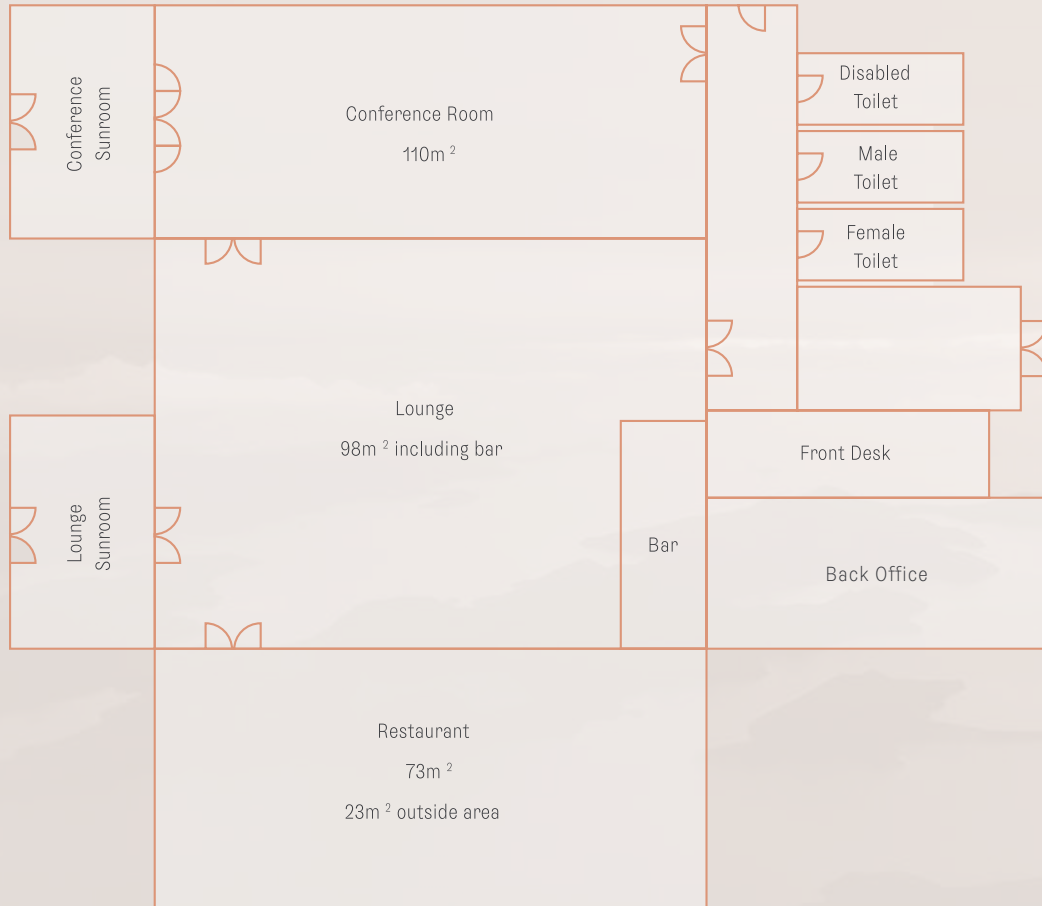 Conference
Sunroom
Conference Room
110m ²
Disabled
Toilet
Male
Toilet
Female
Toilet
Lounge
98m ² including bar
Front Desk
Lounge
Sunroom
Bar
Back Office
Restaurant
73m ²
23m ² outside area